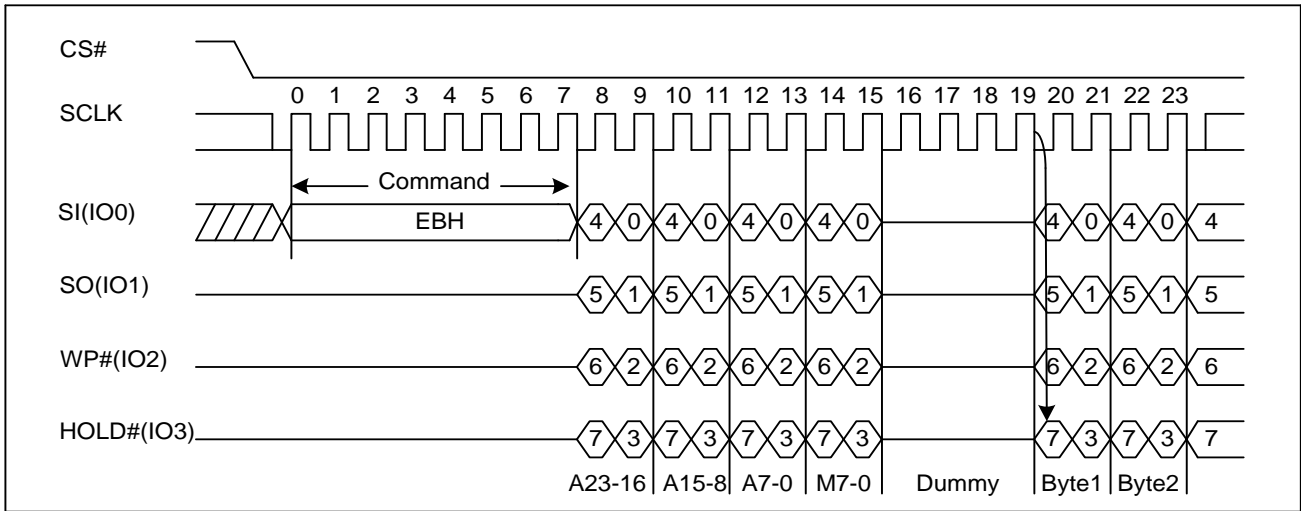 CS#
0 1 2 3 4 5 6 7 8 9 10 11 12 13 14 15 16 17 18 19 20 21 22 23
SCLK
Command
SI(IO0) EBH 4 0 4 0 4 0 4 0 4 0 4 0 4
SO(IO1) 5 1 5 1 5 1 5 1 5 1 5 1 5
WP#(IO2) 6 2 6 2 6 2 6 2 6 2 6 2 6
HOLD#(IO3) 7 3 7 3 7 3 7 3 7 3 7 3 7
A23-16 A15-8 A7-0 M7-0 Dummy Byte1 Byte2